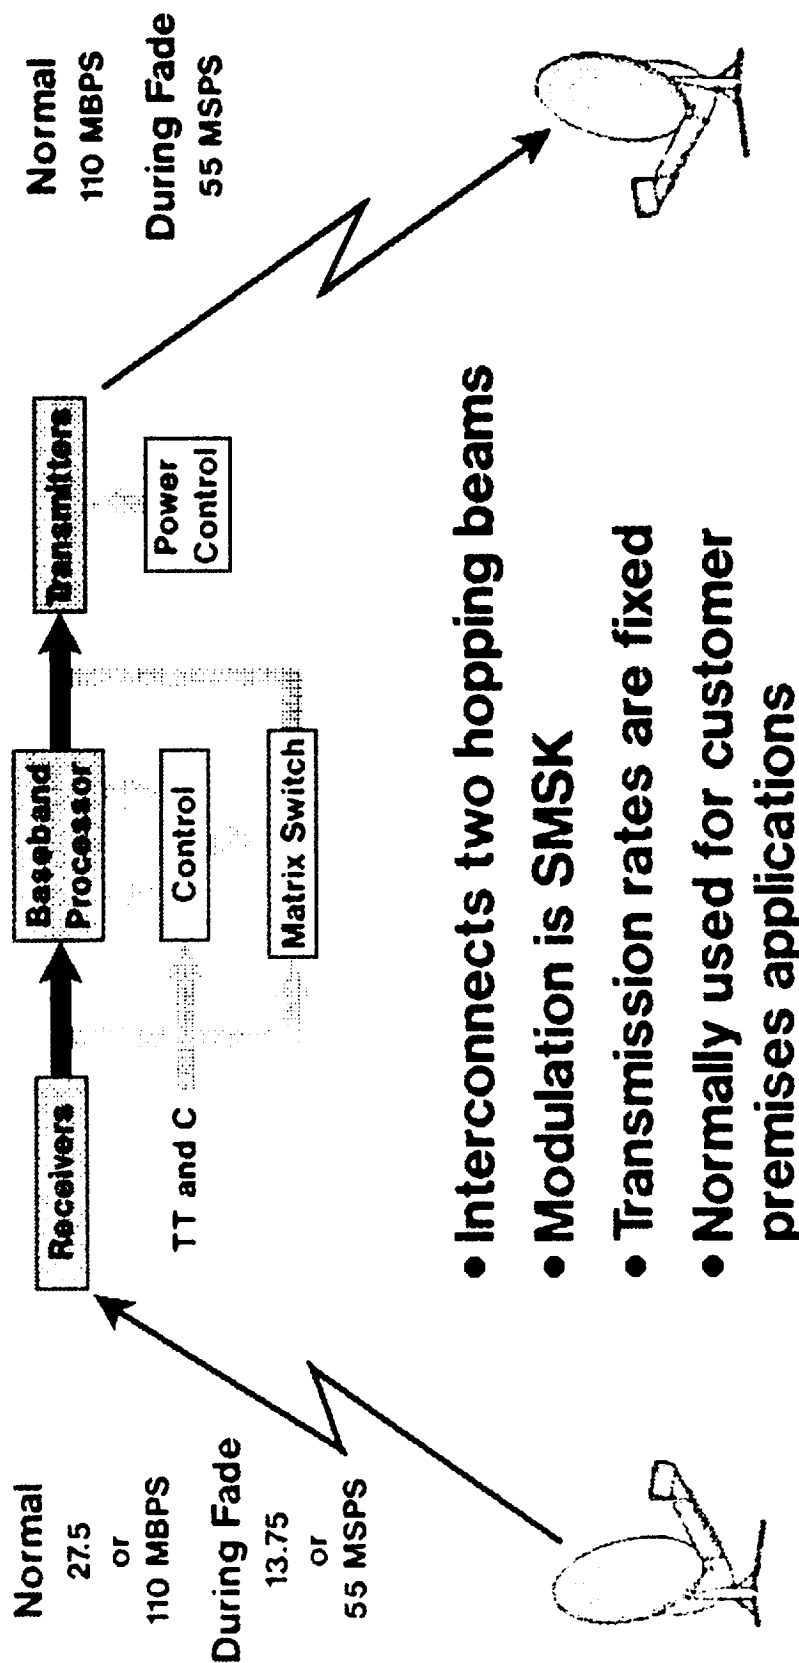 Normal
27.5
or
110 MBPS
During Fade
13.75
or
55 MSPS
Receivers
TT and C
Baseband
Processor
Control
Matrix Switch
Transmitters
Power
Control
Normal
110 MBPS
During Fade
55 MSPS
• Interconnects two hopping beams
• Modulation is SMSK
• Transmission rates are fixed
• Normally used for customer
premises applications